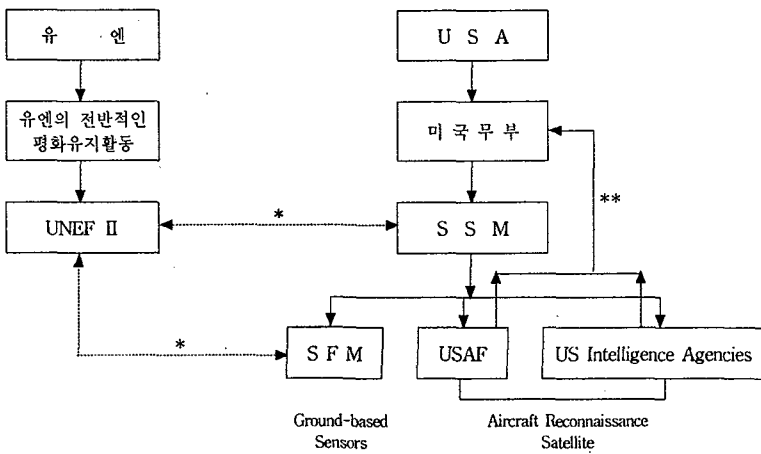 유 엔
U S A
유엔의 전반적인
평화유지활동
미 국 무 부
**
UNEF II
*
S S M
*
S F M
USAF
US Intelligence Agencies
Ground-based
Sensors
Aircraft Reconnaissance
Satellite